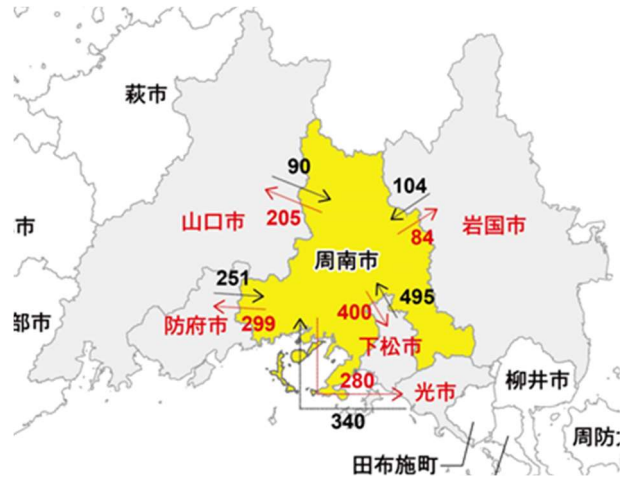 萩市
90
104
山口市
205
岩国市
84
市
周南市
251
495
防府市
299
400
部市
下松市
280
光市
柳井市
340
周防大
田布施町